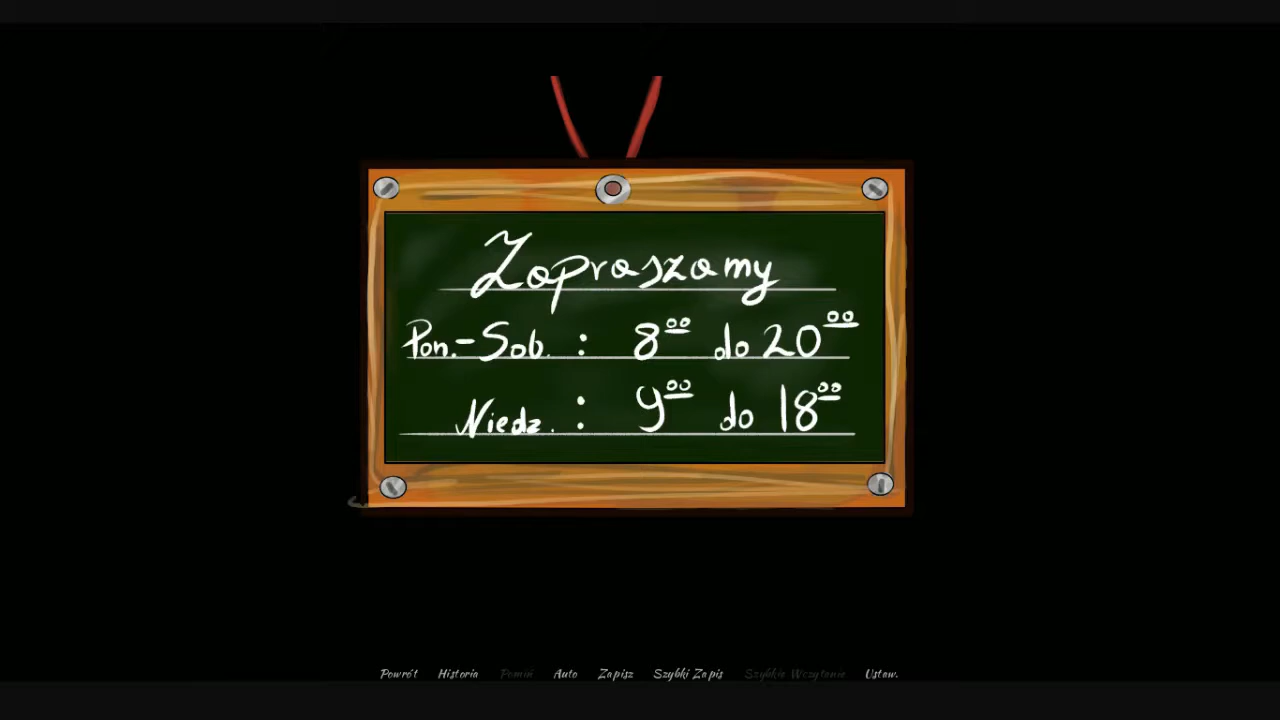 Zapraszamy
Pon.-Sob. : 8⁰⁰ do 20⁰⁰
Niedz. : 9⁰⁰ do 18⁰⁰
Powrót Historia Pomiń Auto Zapisz Szybki Zapis Szybkie Wczytanie Ustaw.